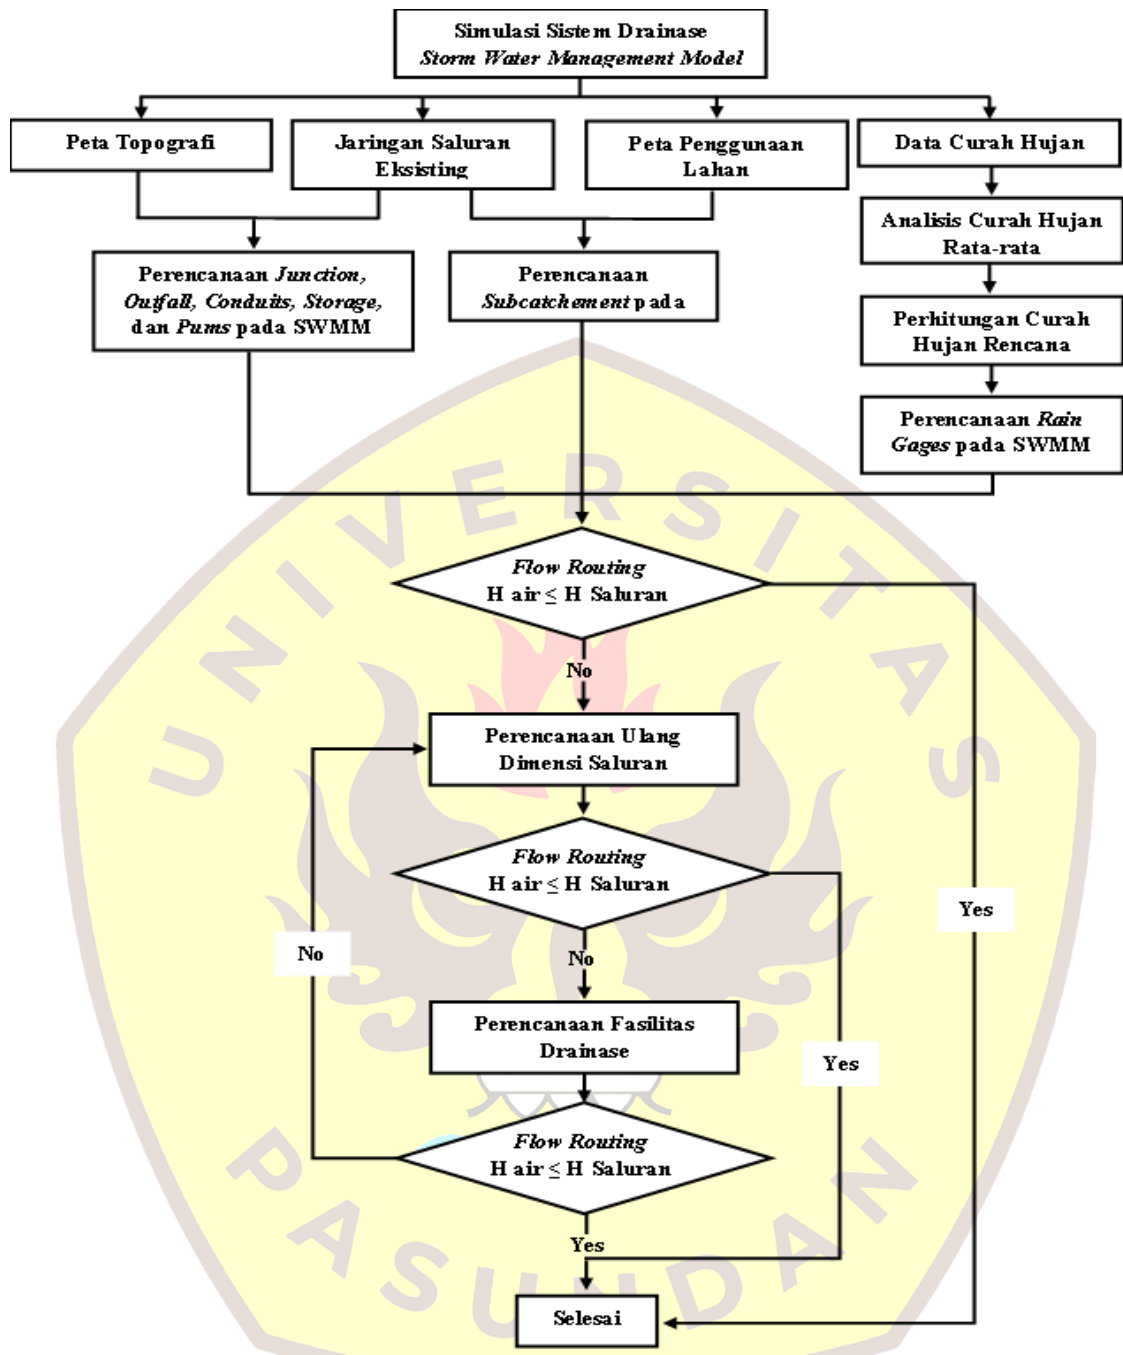 Simulasi Sistem Drainase
Storm Water Management Model
Peta Topografi
Jaringan Saluran
Eksisting
Peta Penggunaan
Lahan
Data Curah Hujan
Analisis Curah Hujan
Rata-rata
Perencanaan Junction,
Outfall, Conduits, Storage,
dan Pums pada SWMM
Perencanaan
Subcatchement pada
Perhitungan Curah
Hujan Rencana
Perencanaan Rain
Gages pada SWMM
Flow Routing
H air ≤ H Saluran
No
Perencanaan Ulang
Dimensi Saluran
Flow Routing
H air ≤ H Saluran
Yes
No
No
Perencanaan Fasilitas
Drainase
Yes
Flow Routing
H air ≤ H Saluran
Yes
Selesai
UNIVERSITAS
PASUNDAN